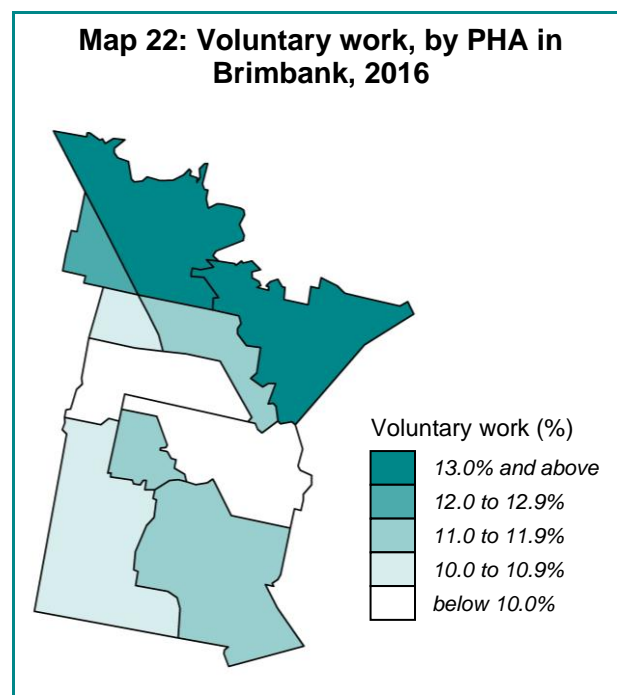 Map 22: Voluntary work, by PHA in
Brimbank, 2016
Voluntary work (%)
13.0% and above
12.0 to 12.9%
11.0 to 11.9%
10.0 to 10.9%
below 10.0%